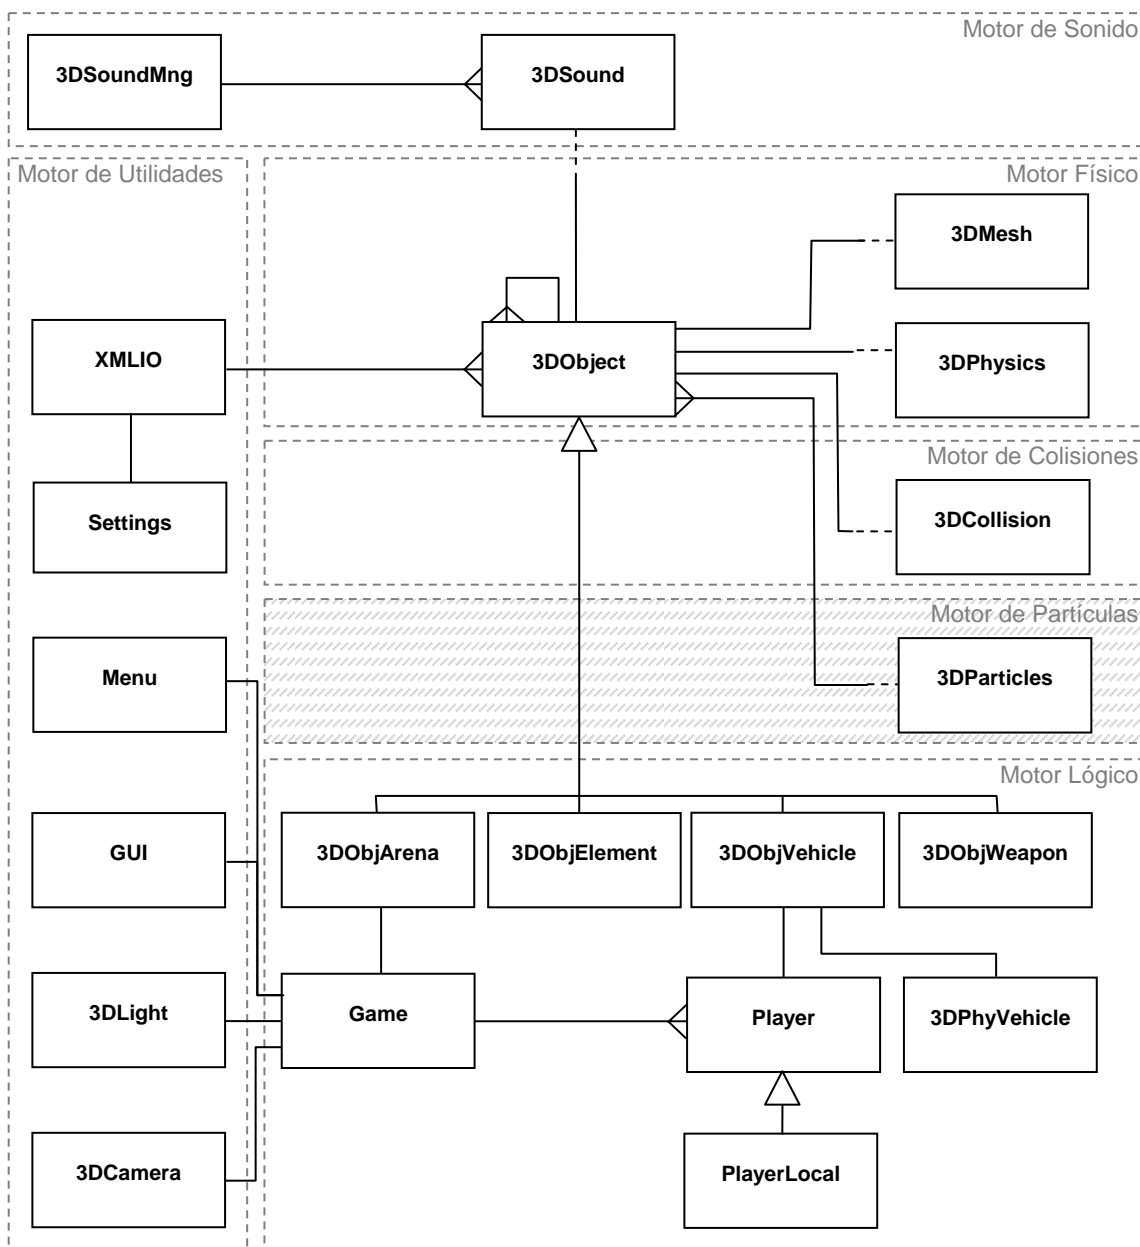 Motor de Sonido
3DSoundMng
3DSound
Motor de Utilidades
Motor Físico
3DMesh
XMLIO
3DObject
3DPhysics
Motor de Colisiones
Settings
3DCollision
Motor de Partículas
Menu
3DParticles
Motor Lógico
GUI
3DObjArena
3DObjElement
3DObjVehicle
3DObjWeapon
3DLight
Game
Player
3DPhyVehicle
3DCamera
PlayerLocal